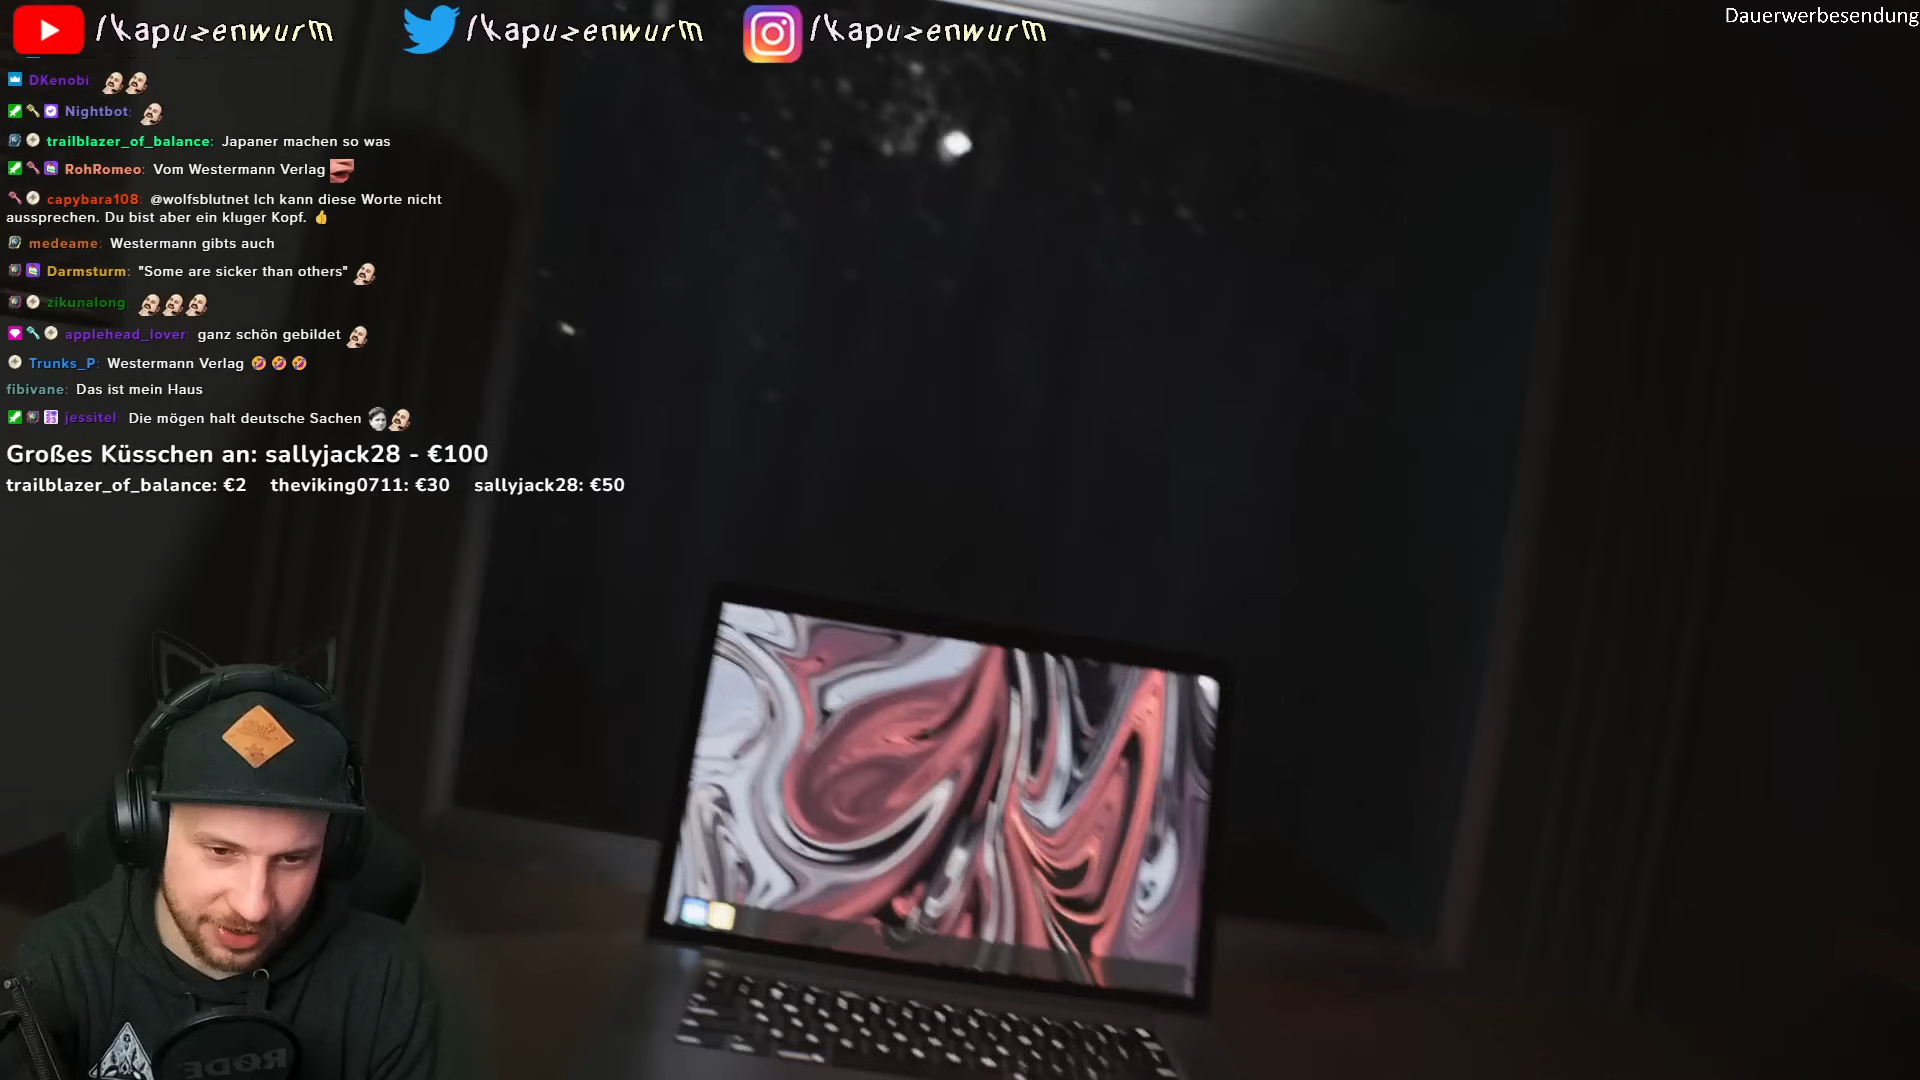 /kapuzenwurm /kapuzenwurm /kapuzenwurm
Dauerwerbesendung
DKenobi:
Nightbot:
trailblazer_of_balance: Japaner machen so was
RohRomeo: Vom Westermann Verlag
capybara108: @wolfsblutnet Ich kann diese Worte nicht
aussprechen. Du bist aber ein kluger Kopf. 👍
medeame: Westermann gibts auch
Darmsturm: "Some are sicker than others"
zikunalong:
applehead_lover: ganz schön gebildet
Trunks_P: Westermann Verlag 🤣 🤣 🤣
fibivane: Das ist mein Haus
jessitel: Die mögen halt deutsche Sachen
Großes Küsschen an: sallyjack28 - €100
trailblazer_of_balance: €2 theviking0711: €30 sallyjack28: €50
RØDE